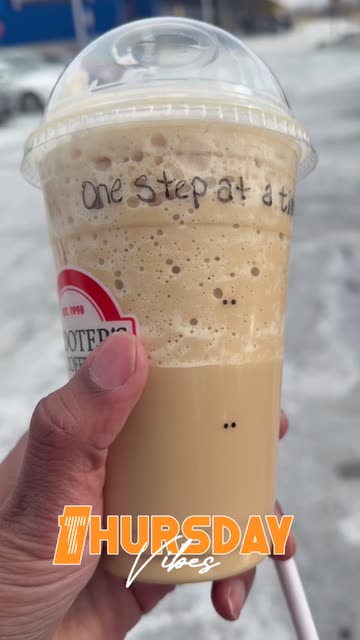 one step at a
EST. 1998
THURSDAY
Vibes